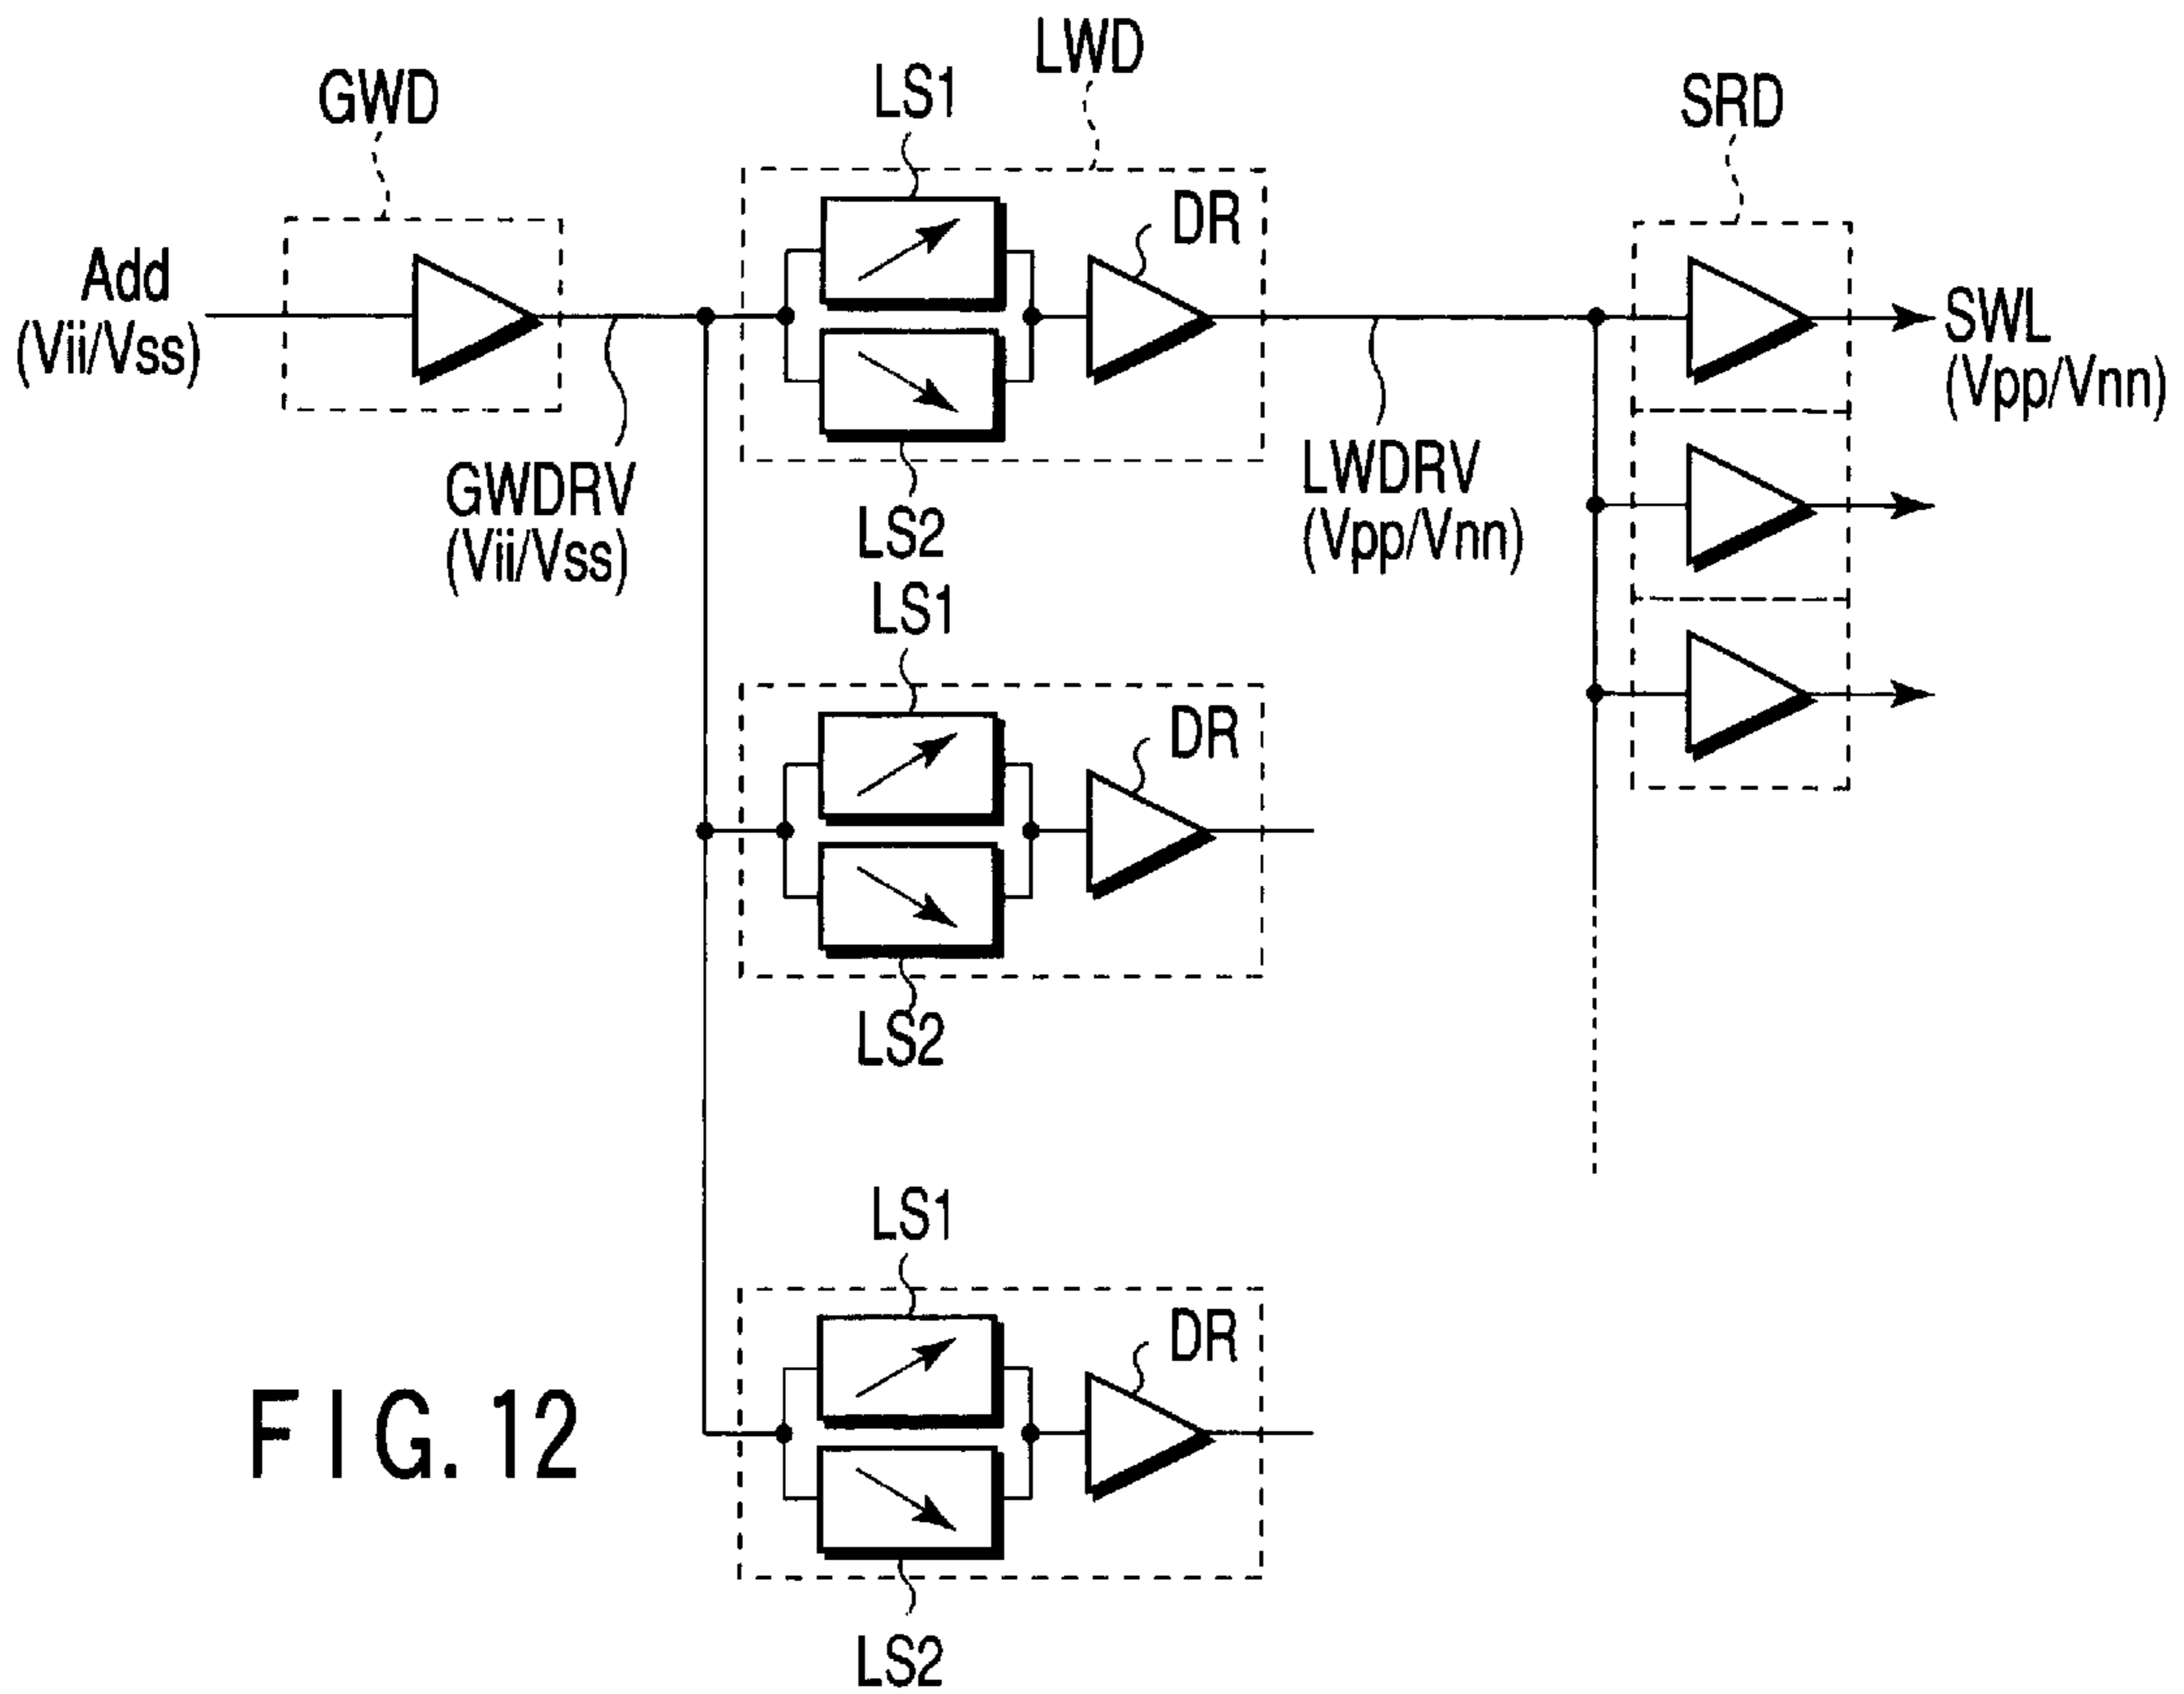 LWD
GWD
LS1
SRD
DR
Add
(Vii/Vss)
SWL
(Vpp/Vnn)
GWDRV
(Vii/Vss)
LWDRV
(Vpp/Vnn)
LS2
LS1
DR
LS2
LS1
DR
FIG.12
LS2